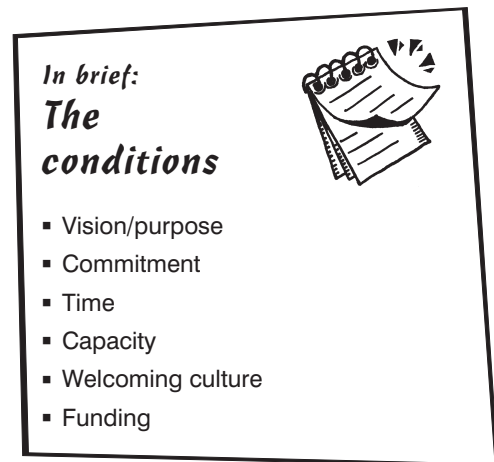 In brief:
The
conditions
▪ Vision/purpose
▪ Commitment
▪ Time
▪ Capacity
▪ Welcoming culture
▪ Funding